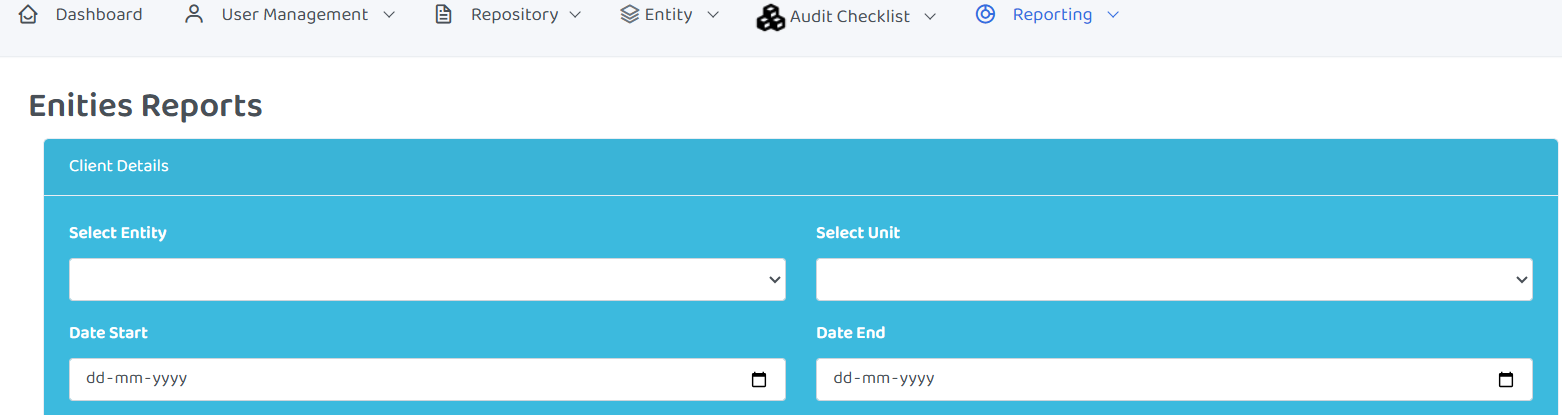 Dashboard User Management Repository Entity Audit Checklist Reporting
Enities Reports
Client Details
Select Entity Select Unit
Date Start Date End
dd-mm-yyyy dd-mm-yyyy